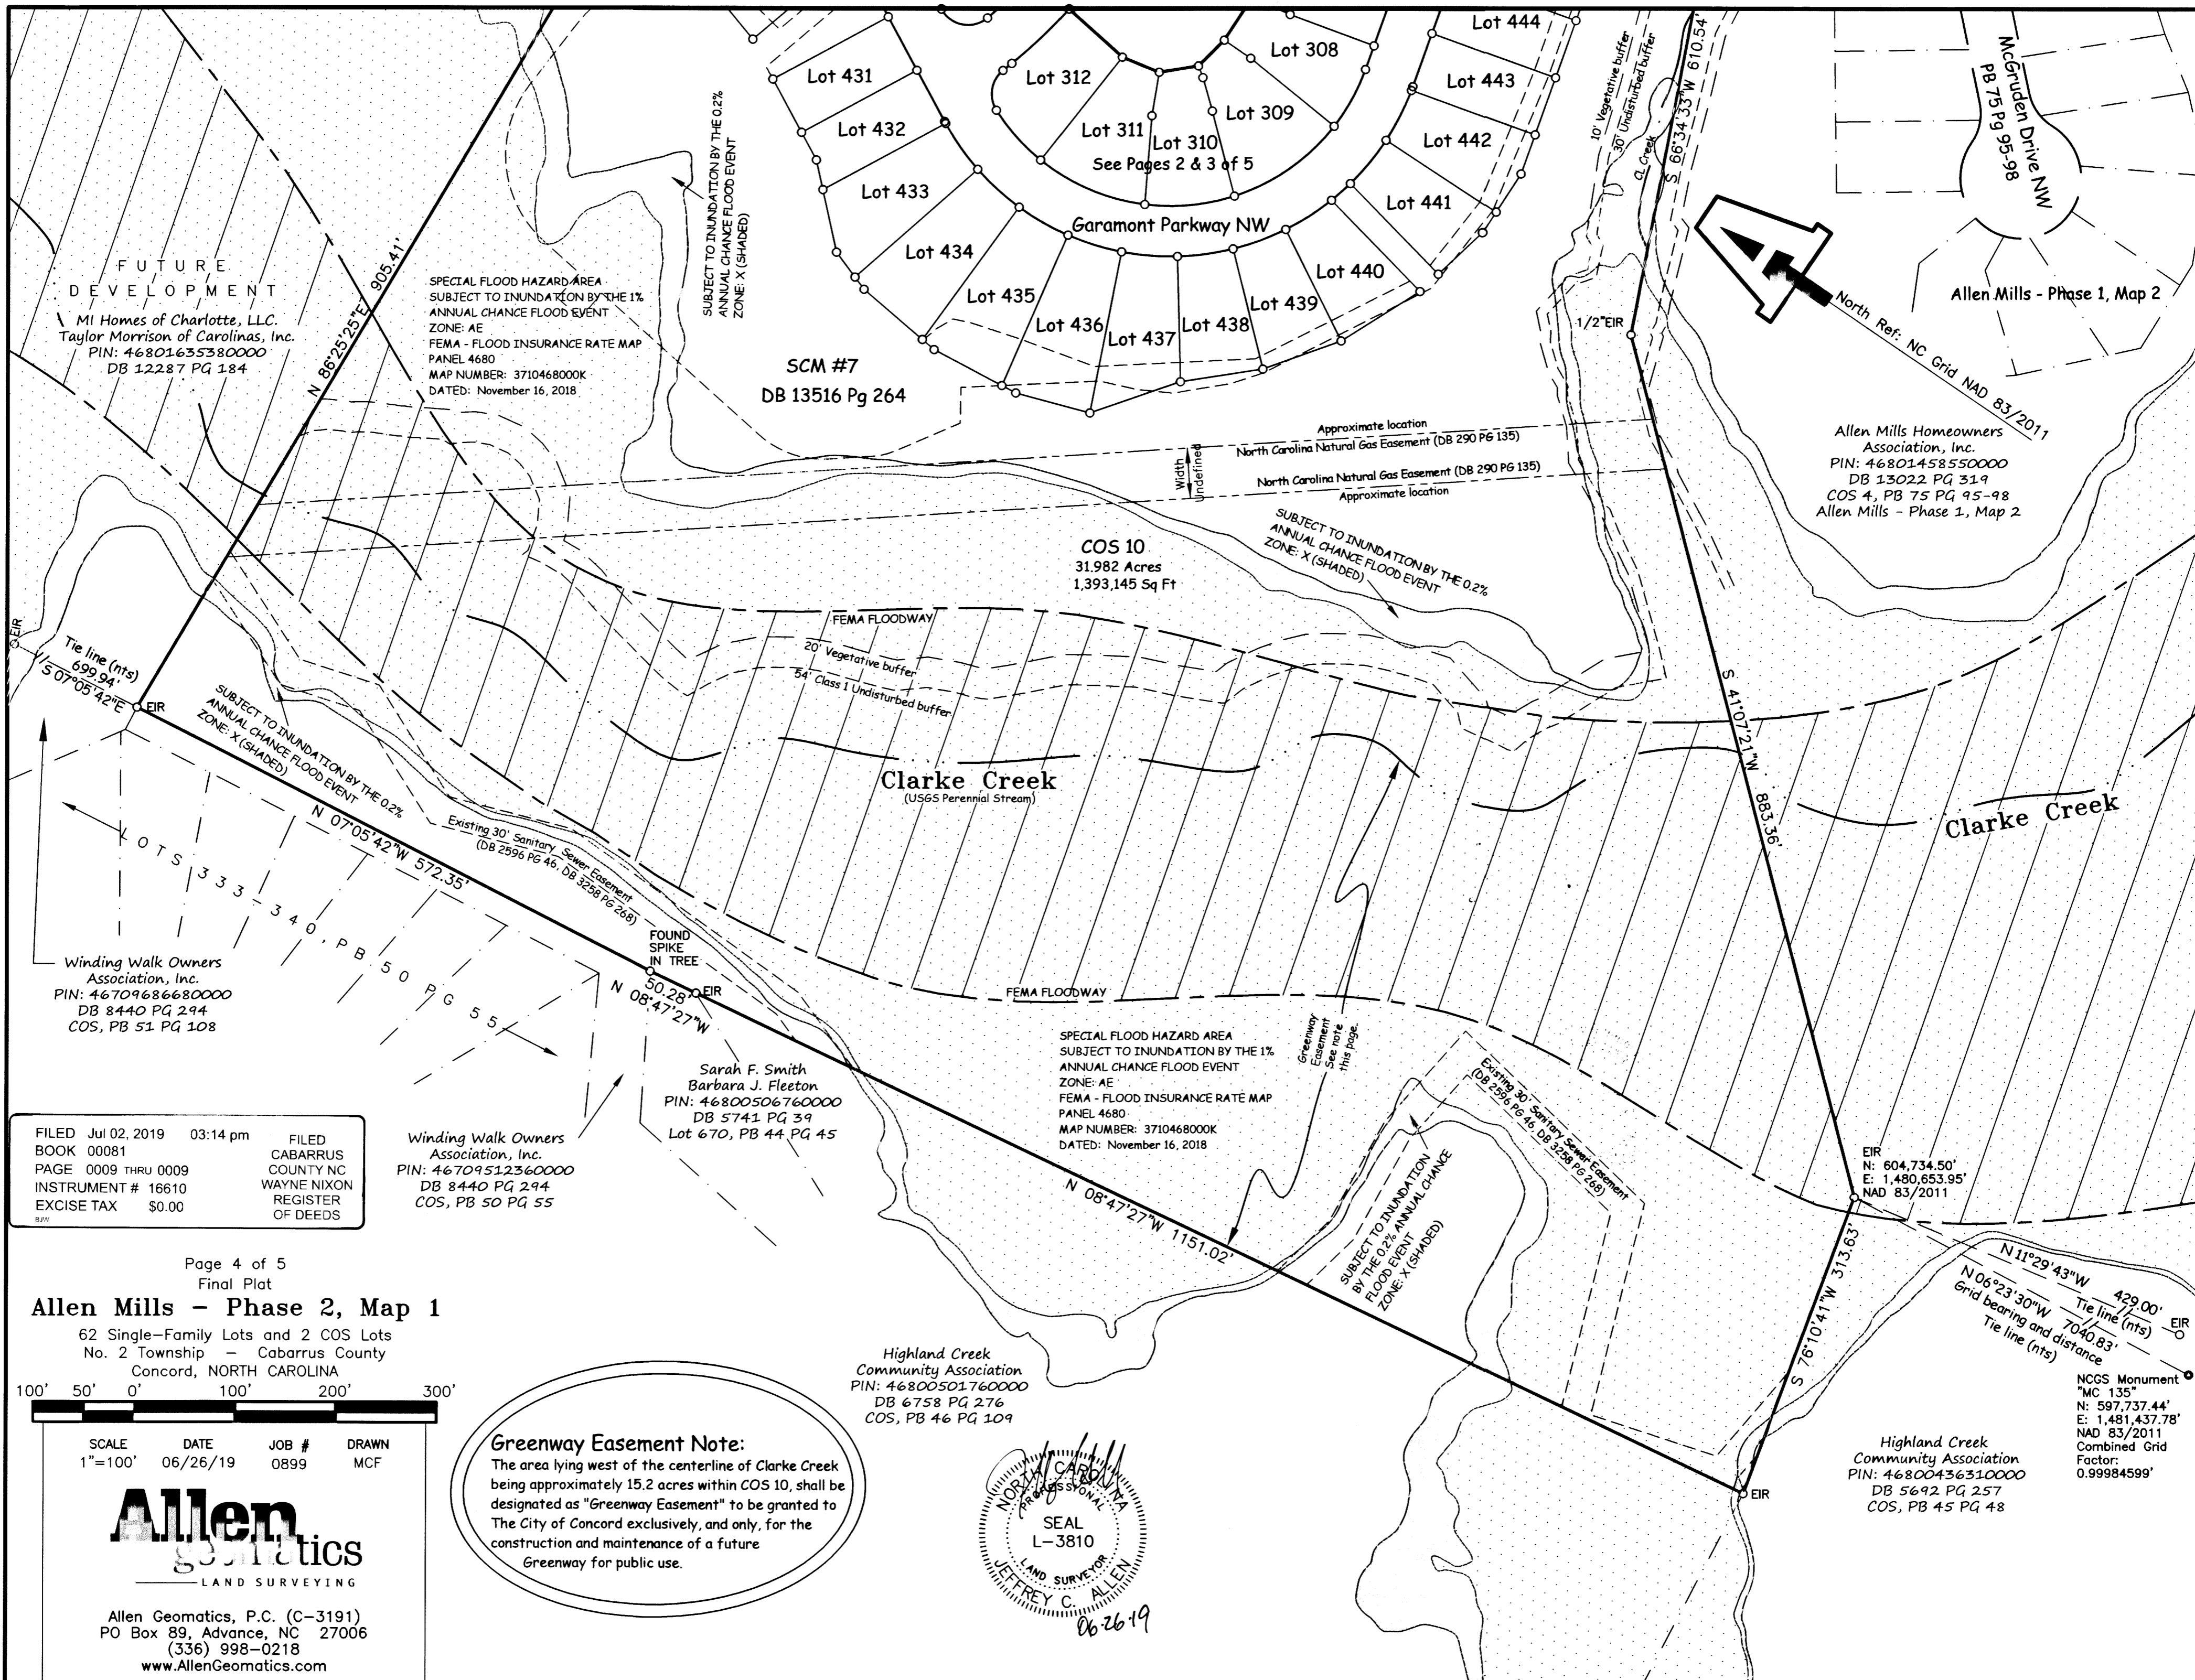 Lot 431
Lot 432
Lot 433
Lot 434
Lot 435
Lot 436
Lot 437
Lot 438
Lot 439
Lot 440
Lot 441
Lot 442
Lot 443
Lot 444
Lot 312
Lot 311
Lot 310
Lot 309
Lot 308
See Pages 2 & 3 of 5
Garamont Parkway NW
10' Vegetative buffer
30' Undisturbed buffer
℄ Creek
S 66°34'33"W 610.54'
McGruden Drive NW
PB 75 Pg 95-98
Allen Mills - Phase 1, Map 2
North Ref: NC Grid NAD 83/2011
1/2"EIR
Allen Mills Homeowners
Association, Inc.
PIN: 46801458550000
DB 13022 PG 319
COS 4, PB 75 PG 95-98
Allen Mills - Phase 1, Map 2
FUTURE
DEVELOPMENT
MI Homes of Charlotte, LLC.
Taylor Morrison of Carolinas, Inc.
PIN: 46801635380000
DB 12287 PG 184
N 86°25'25"E 905.41'
SPECIAL FLOOD HAZARD AREA
SUBJECT TO INUNDATION BY THE 1%
ANNUAL CHANCE FLOOD EVENT
ZONE: AE
FEMA - FLOOD INSURANCE RATE MAP
PANEL 4680
MAP NUMBER: 3710468000K
DATED: November 16, 2018
SUBJECT TO INUNDATION BY THE 0.2%
ANNUAL CHANCE FLOOD EVENT
ZONE: X (SHADED)
SCM #7
DB 13516 Pg 264
Approximate location
North Carolina Natural Gas Easement (DB 290 PG 135)
Width
Undefined
North Carolina Natural Gas Easement (DB 290 PG 135)
Approximate location
SUBJECT TO INUNDATION BY THE 0.2%
ANNUAL CHANCE FLOOD EVENT
ZONE: X (SHADED)
COS 10
31.982 Acres
1,393,145 Sq Ft
FEMA FLOODWAY
20' Vegetative buffer
54' Class 1 Undisturbed buffer
EIR
Tie line (nts)
699.94'
S 07°05'42"E
EIR
SUBJECT TO INUNDATION BY THE 0.2%
ANNUAL CHANCE FLOOD EVENT
ZONE: X (SHADED)
S 41°07'21"W 883.36'
Clarke Creek
(USGS Perennial Stream)
Clarke Creek
N 07°05'42"W 572.35'
Existing 30' Sanitary Sewer Easement
(DB 2596 PG 46, DB 3258 PG 268)
LOTS 333-340, PB 50 PG 55
FOUND
SPIKE
IN TREE
50.28'
EIR
N 08°47'27"W
Winding Walk Owners
Association, Inc.
PIN: 46709686680000
DB 8440 PG 294
COS, PB 51 PG 108
FEMA FLOODWAY
SPECIAL FLOOD HAZARD AREA
SUBJECT TO INUNDATION BY THE 1%
ANNUAL CHANCE FLOOD EVENT
ZONE: AE
FEMA - FLOOD INSURANCE RATE MAP
PANEL 4680
MAP NUMBER: 3710468000K
DATED: November 16, 2018
Greenway
Easement
See note
this page.
Existing 30' Sanitary Sewer Easement
(DB 2596 PG 46, DB 3258 PG 268)
Sarah F. Smith
Barbara J. Fleeton
PIN: 46800506760000
DB 5741 PG 39
Lot 670, PB 44 PG 45
Winding Walk Owners
Association, Inc.
PIN: 46709512360000
DB 8440 PG 294
COS, PB 50 PG 55
N 08°47'27"W 1151.02'
SUBJECT TO INUNDATION
BY THE 0.2% ANNUAL CHANCE
FLOOD EVENT
ZONE: X (SHADED)
EIR
N: 604,734.50'
E: 1,480,653.95'
NAD 83/2011
S 76°10'41"W 313.63'
N 11°29'43"W 429.00'
Tie line (nts)
EIR
N 06°23'30"W 7040.83'
Grid bearing and distance
Tie line (nts)
NCGS Monument
"MC 135"
N: 597,737.44'
E: 1,481,437.78'
NAD 83/2011
Combined Grid
Factor:
0.99984599'
Highland Creek
Community Association
PIN: 46800436310000
DB 5692 PG 257
COS, PB 45 PG 48
EIR
Highland Creek
Community Association
PIN: 46800501760000
DB 6758 PG 276
COS, PB 46 PG 109
FILED Jul 02, 2019 03:14 pm
BOOK 00081
PAGE 0009 THRU 0009
INSTRUMENT # 16610
EXCISE TAX $0.00
BJW
FILED
CABARRUS
COUNTY NC
WAYNE NIXON
REGISTER
OF DEEDS
Page 4 of 5
Final Plat
Allen Mills – Phase 2, Map 1
62 Single–Family Lots and 2 COS Lots
No. 2 Township – Cabarrus County
Concord, NORTH CAROLINA
100' 50' 0' 100' 200' 300'
SCALE DATE JOB # DRAWN
1"=100' 06/26/19 0899 MCF
Allen
geomatics
LAND SURVEYING
Allen Geomatics, P.C. (C–3191)
PO Box 89, Advance, NC 27006
(336) 998–0218
www.AllenGeomatics.com
Greenway Easement Note:
The area lying west of the centerline of Clarke Creek
being approximately 15.2 acres within COS 10, shall be
designated as "Greenway Easement" to be granted to
The City of Concord exclusively, and only, for the
construction and maintenance of a future
Greenway for public use.
NORTH CAROLINA
PROFESSIONAL
SEAL
L–3810
LAND SURVEYOR
JEFFREY C. ALLEN
06-26-19